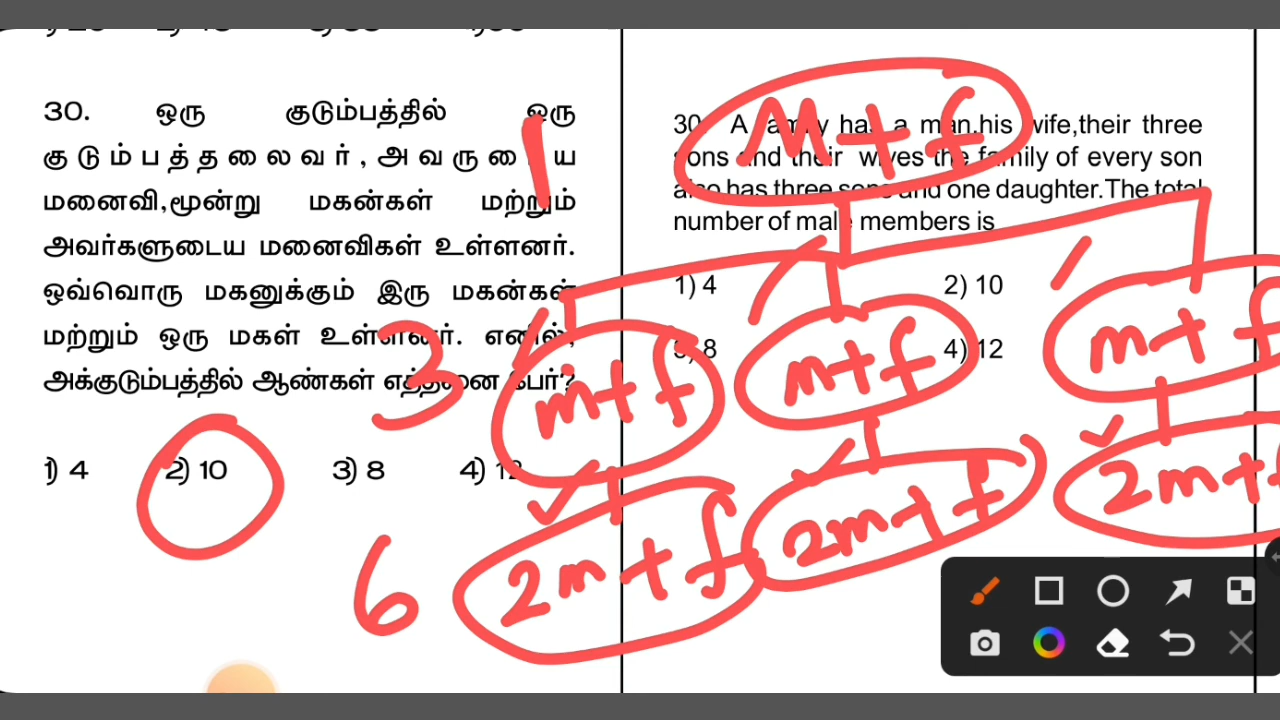 30. ஒரு குடும்பத்தில் ஒரு
குடும்பத்தலைவர், அவருடைய
மனைவி,மூன்று மகன்கள் மற்றும்
அவர்களுடைய மனைவிகள் உள்ளனர்.
ஒவ்வொரு மகனுக்கும் இரு மகன்கள்
மற்றும் ஒரு மகள் உள்ளனர். எனில்,
அக்குடும்பத்தில் ஆண்கள் எத்தனை பேர்?
1) 4 2) 10 3) 8 4) 12
30. A family has a man,his wife,their three
sons and their wives the family of every son
also has three sons and one daughter.The total
number of male members is
1) 4 2) 10
3) 8 4) 12
1 M+f
3 m+f m+f m+f
6 2m+f 2m+f 2m+f